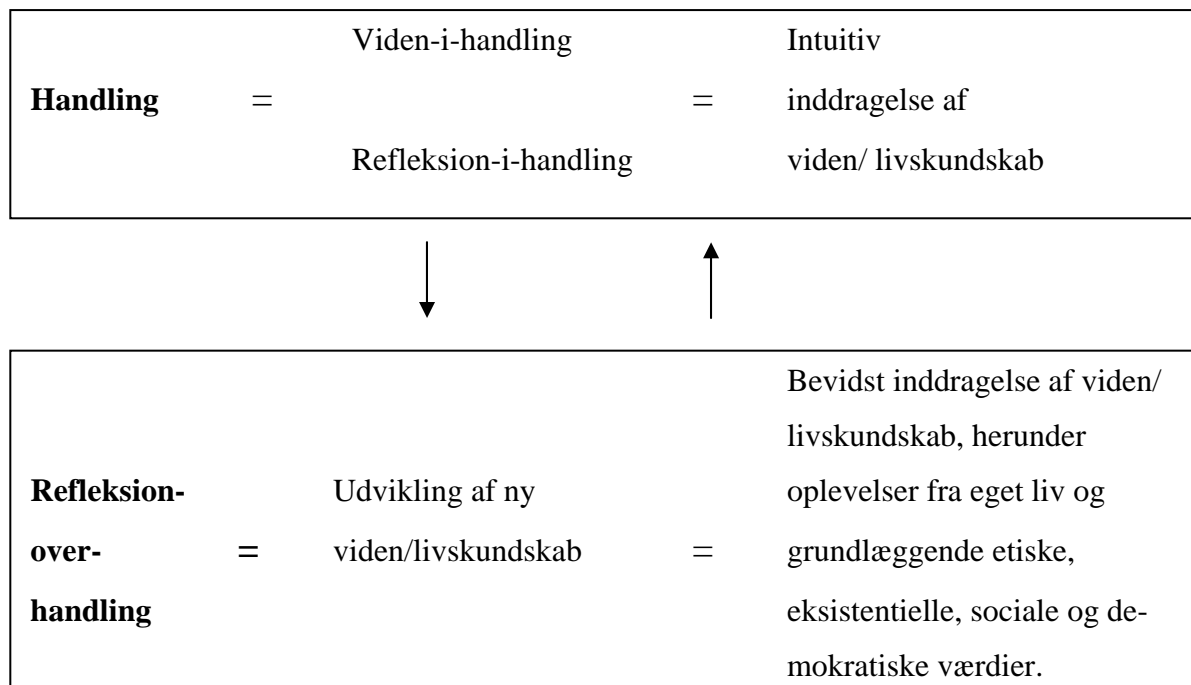 Viden-i-handling Intuitiv
Handling = = inddragelse af
Refleksion-i-handling viden/ livskundskab
Bevidst inddragelse af viden/
livskundskab, herunder
Refleksion- Udvikling af ny oplevelser fra eget liv og
over- = viden/livskundskab = grundlæggende etiske,
handling eksistentielle, sociale og de-
mokratiske værdier.